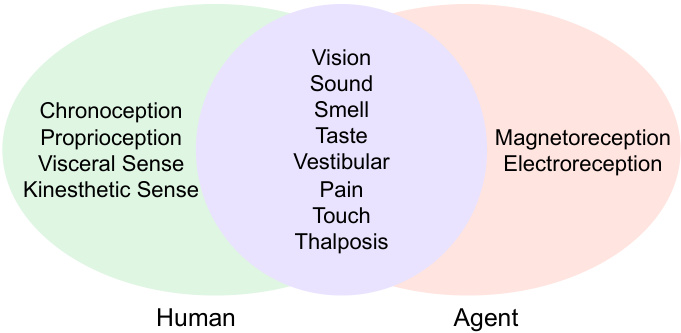 Chronoception
Proprioception
Visceral Sense
Kinesthetic Sense
Vision
Sound
Smell
Taste
Vestibular
Pain
Touch
Thalposis
Magnetoreception
Electroreception
Human
Agent